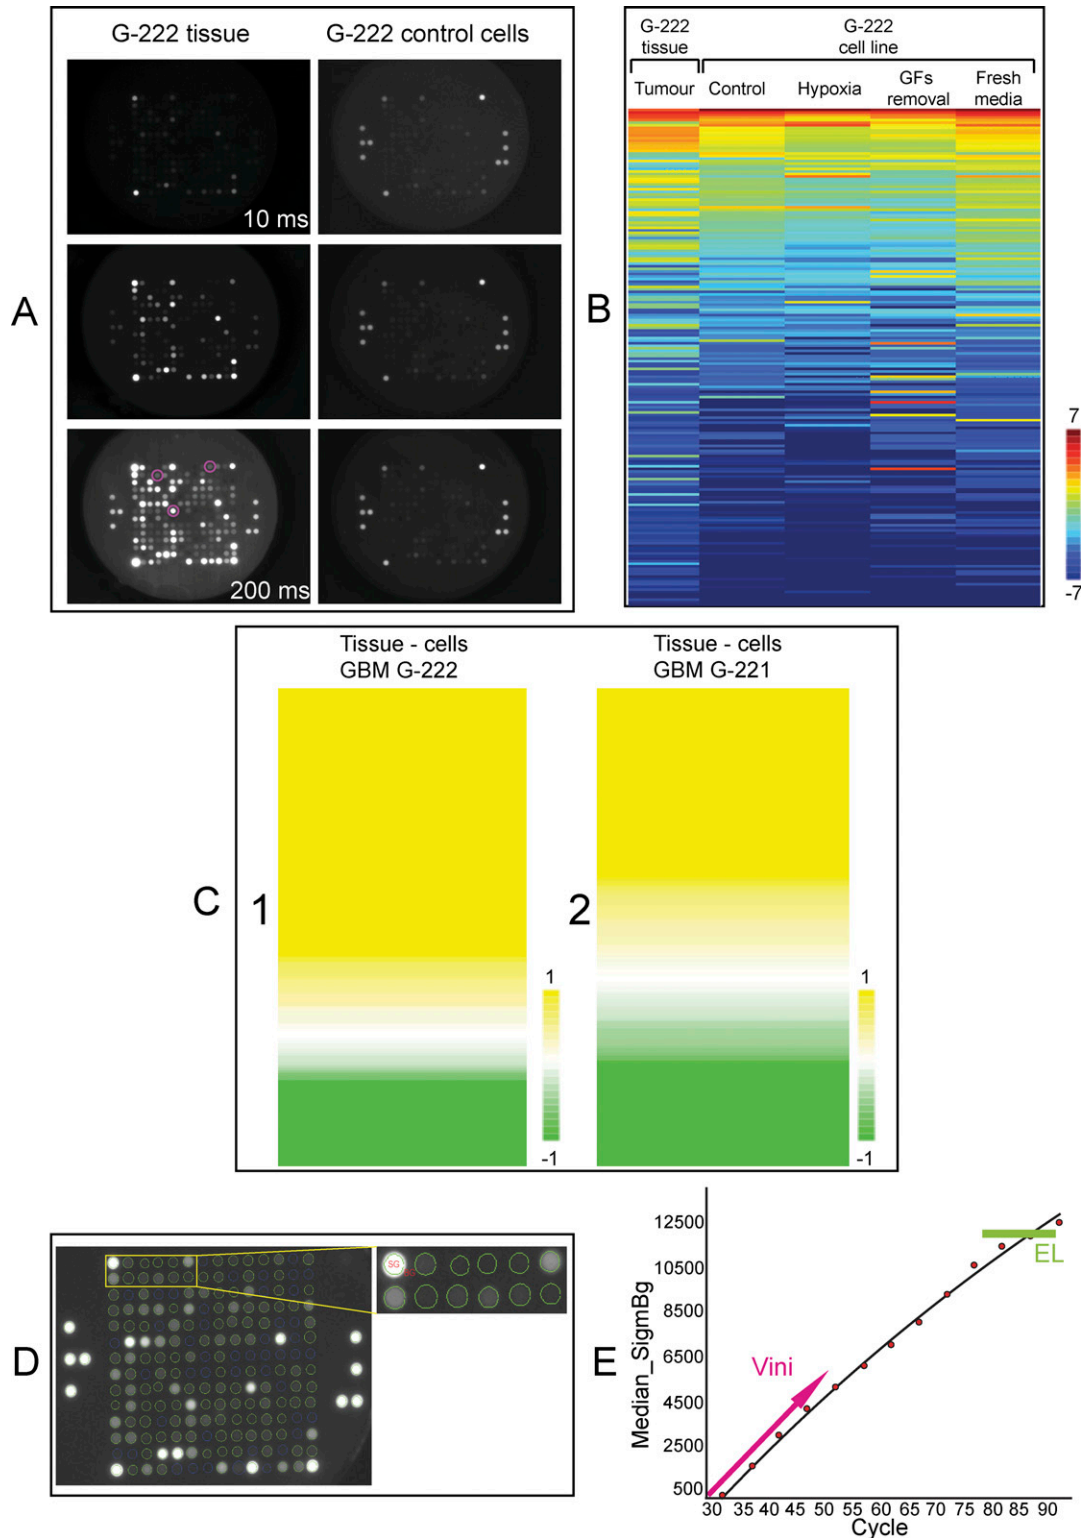 G-222 tissue
G-222 control cells
10 ms
200 ms
A
G-222
tissue
G-222
cell line
Tumour
Control
Hypoxia
GFs
removal
Fresh
media
B
7
-7
Tissue - cells
GBM G-222
Tissue - cells
GBM G-221
C
1
2
1
-1
1
-1
D
SG
E
Median_SigmBg
12500
10500
8500
6500
4500
2500
500
Vini
EL
30 35 40 45 50 55 60 65 70 75 80 85 90
Cycle